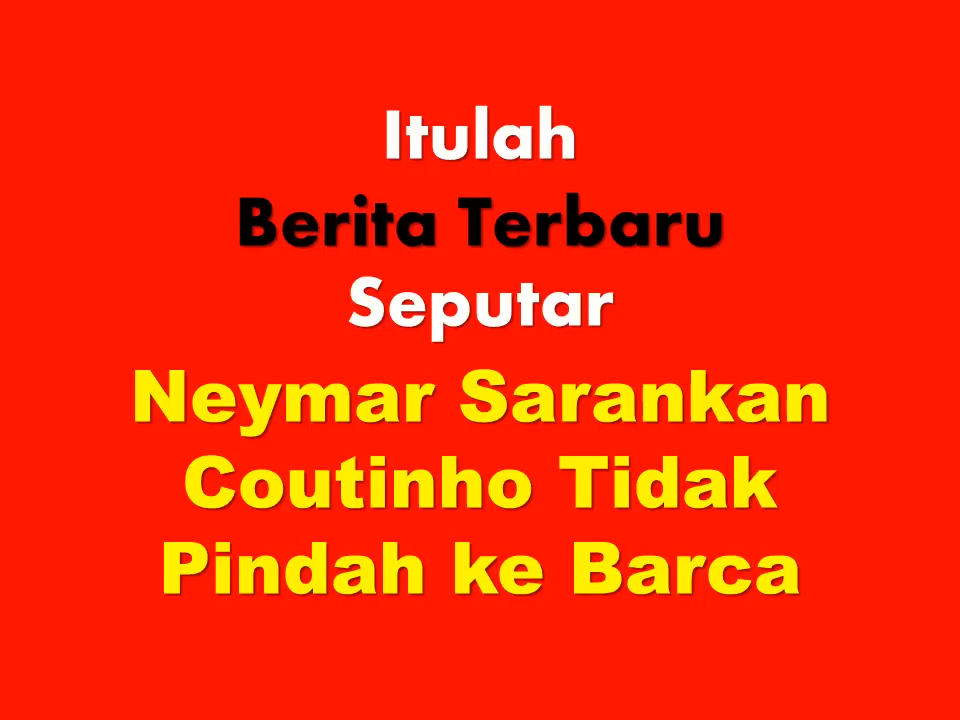 Itulah
Berita Terbaru
Seputar
Neymar Sarankan
Coutinho Tidak
Pindah ke Barca